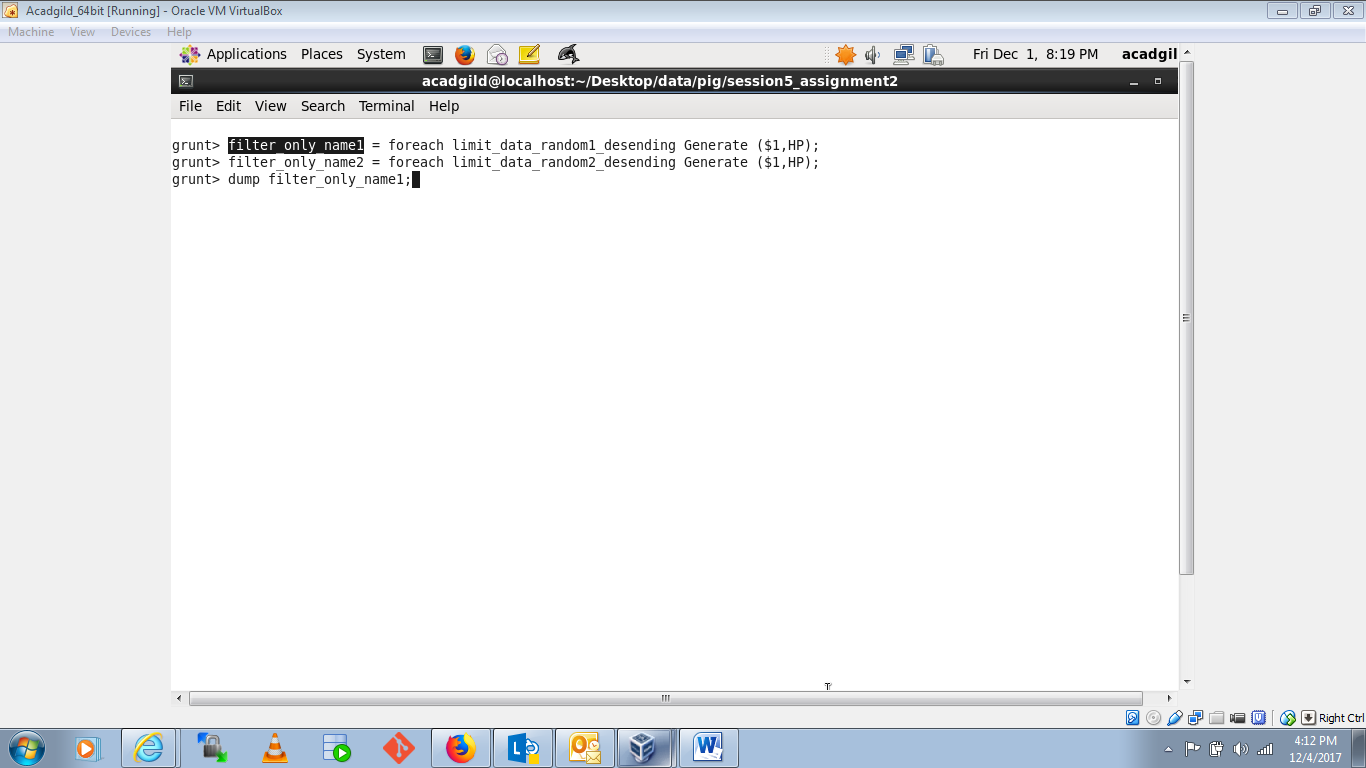 Acadgild_64bit [Running] - Oracle VM VirtualBox
Machine View Devices Help
Applications Places System Fri Dec 1, 8:19 PM acadgil
acadgild@localhost:~/Desktop/data/pig/session5_assignment2
File Edit View Search Terminal Help
grunt> filter_only_name1 = foreach limit_data_random1_desending Generate ($1,HP);
grunt> filter_only_name2 = foreach limit_data_random2_desending Generate ($1,HP);
grunt> dump filter_only_name1;
Right Ctrl
4:12 PM
12/4/2017